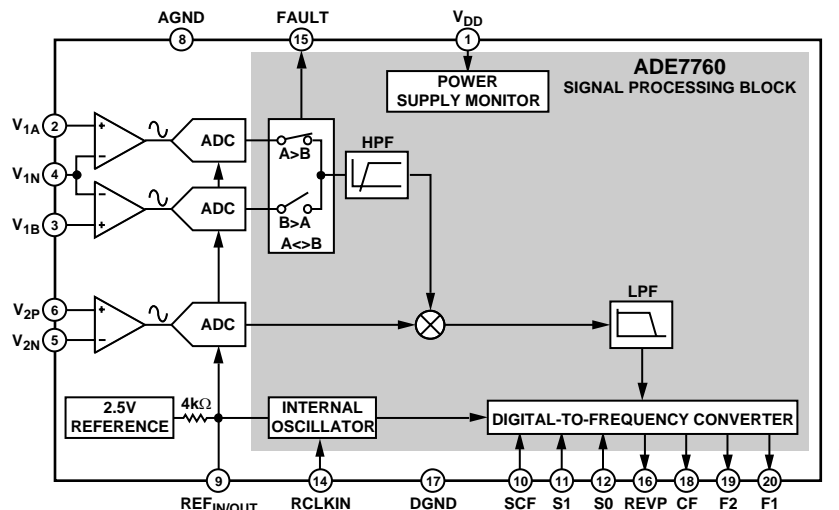 AGND
FAULT
VDD
8
15
1
ADE7760
SIGNAL PROCESSING BLOCK
POWER
SUPPLY MONITOR
V1A 2
+
ADC
A>B
HPF
V1N 4
–
–
ADC
B>A
V1B 3
+
A<>B
LPF
V2P 6
+
ADC
V2N 5
–
2.5V
REFERENCE
4kΩ
INTERNAL
OSCILLATOR
DIGITAL-TO-FREQUENCY CONVERTER
9
14
17
10
11
12
16
18
19
20
REFIN/OUT
RCLKIN
DGND
SCF
S1
S0
REVP
CF
F2
F1